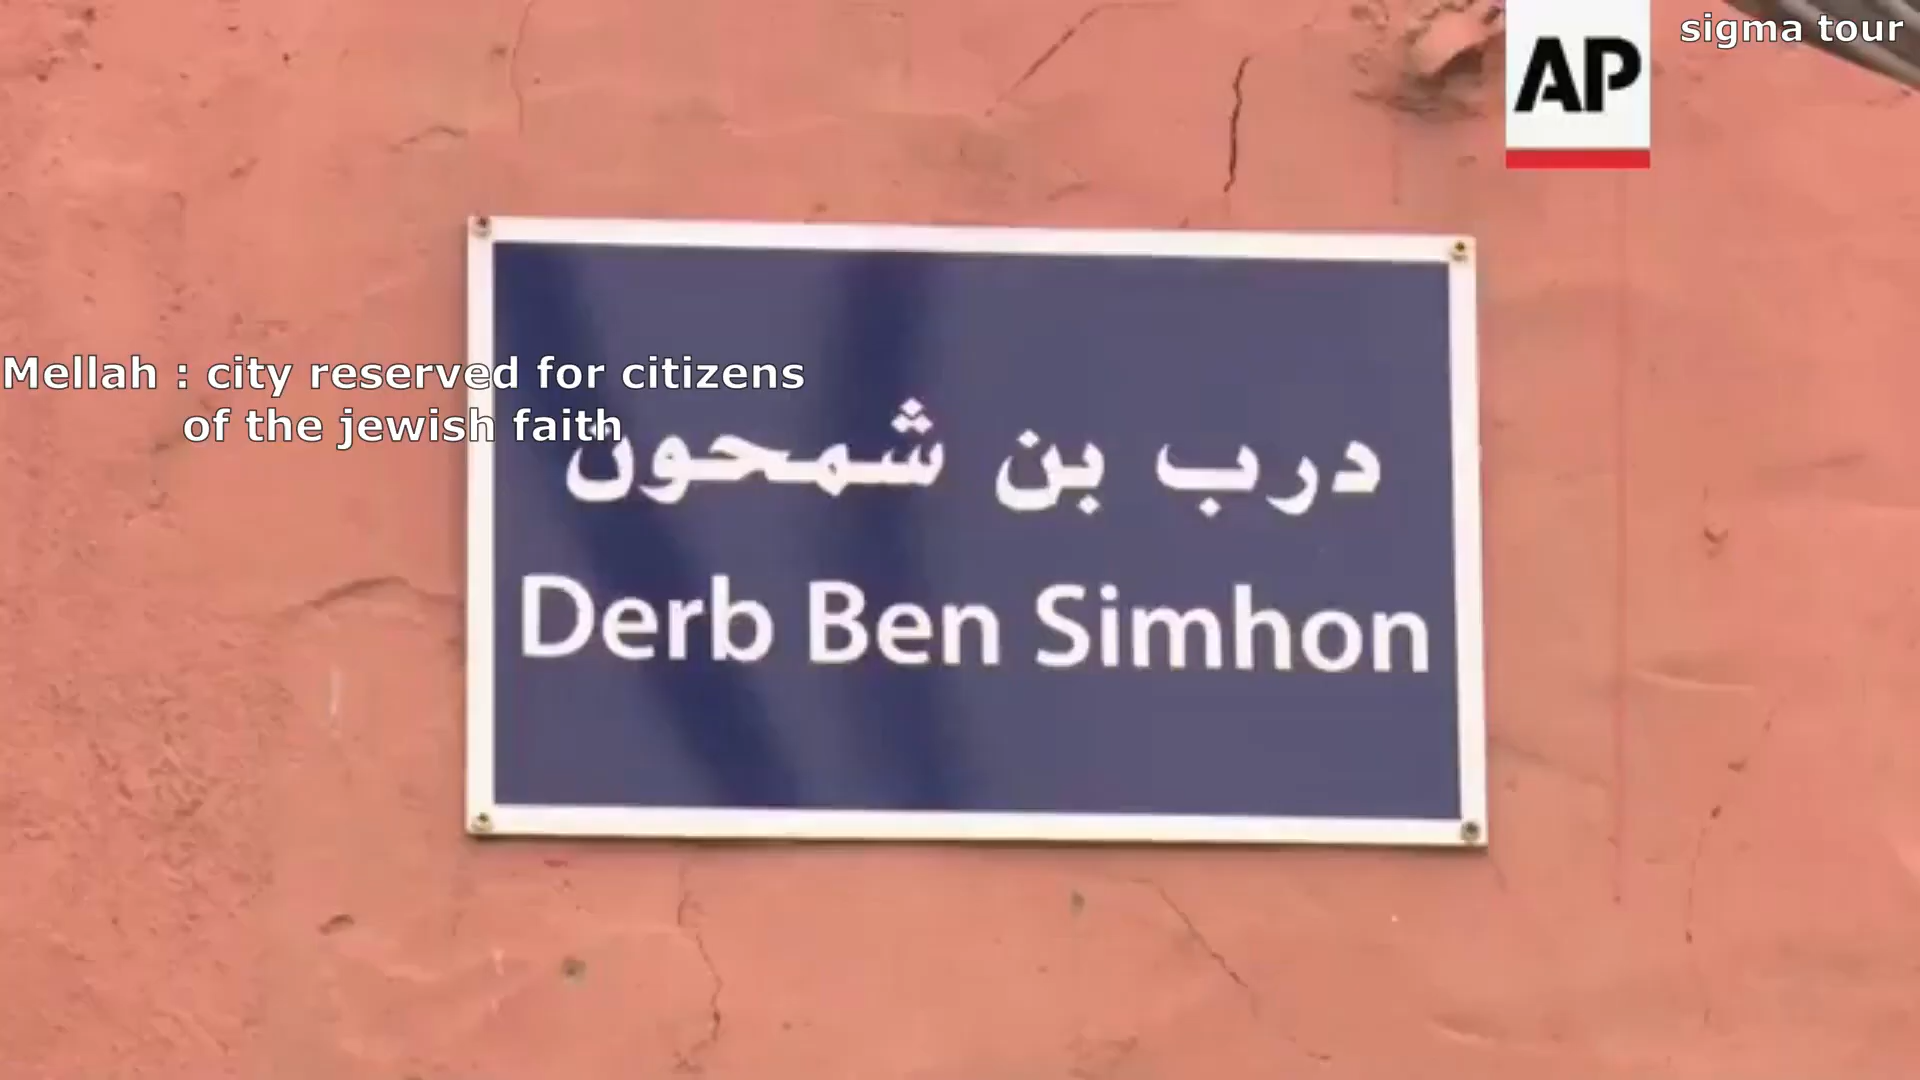 sigma tour
AP
Mellah : city reserved for citizens
of the jewish faith
درب بن شمحون
Derb Ben Simhon